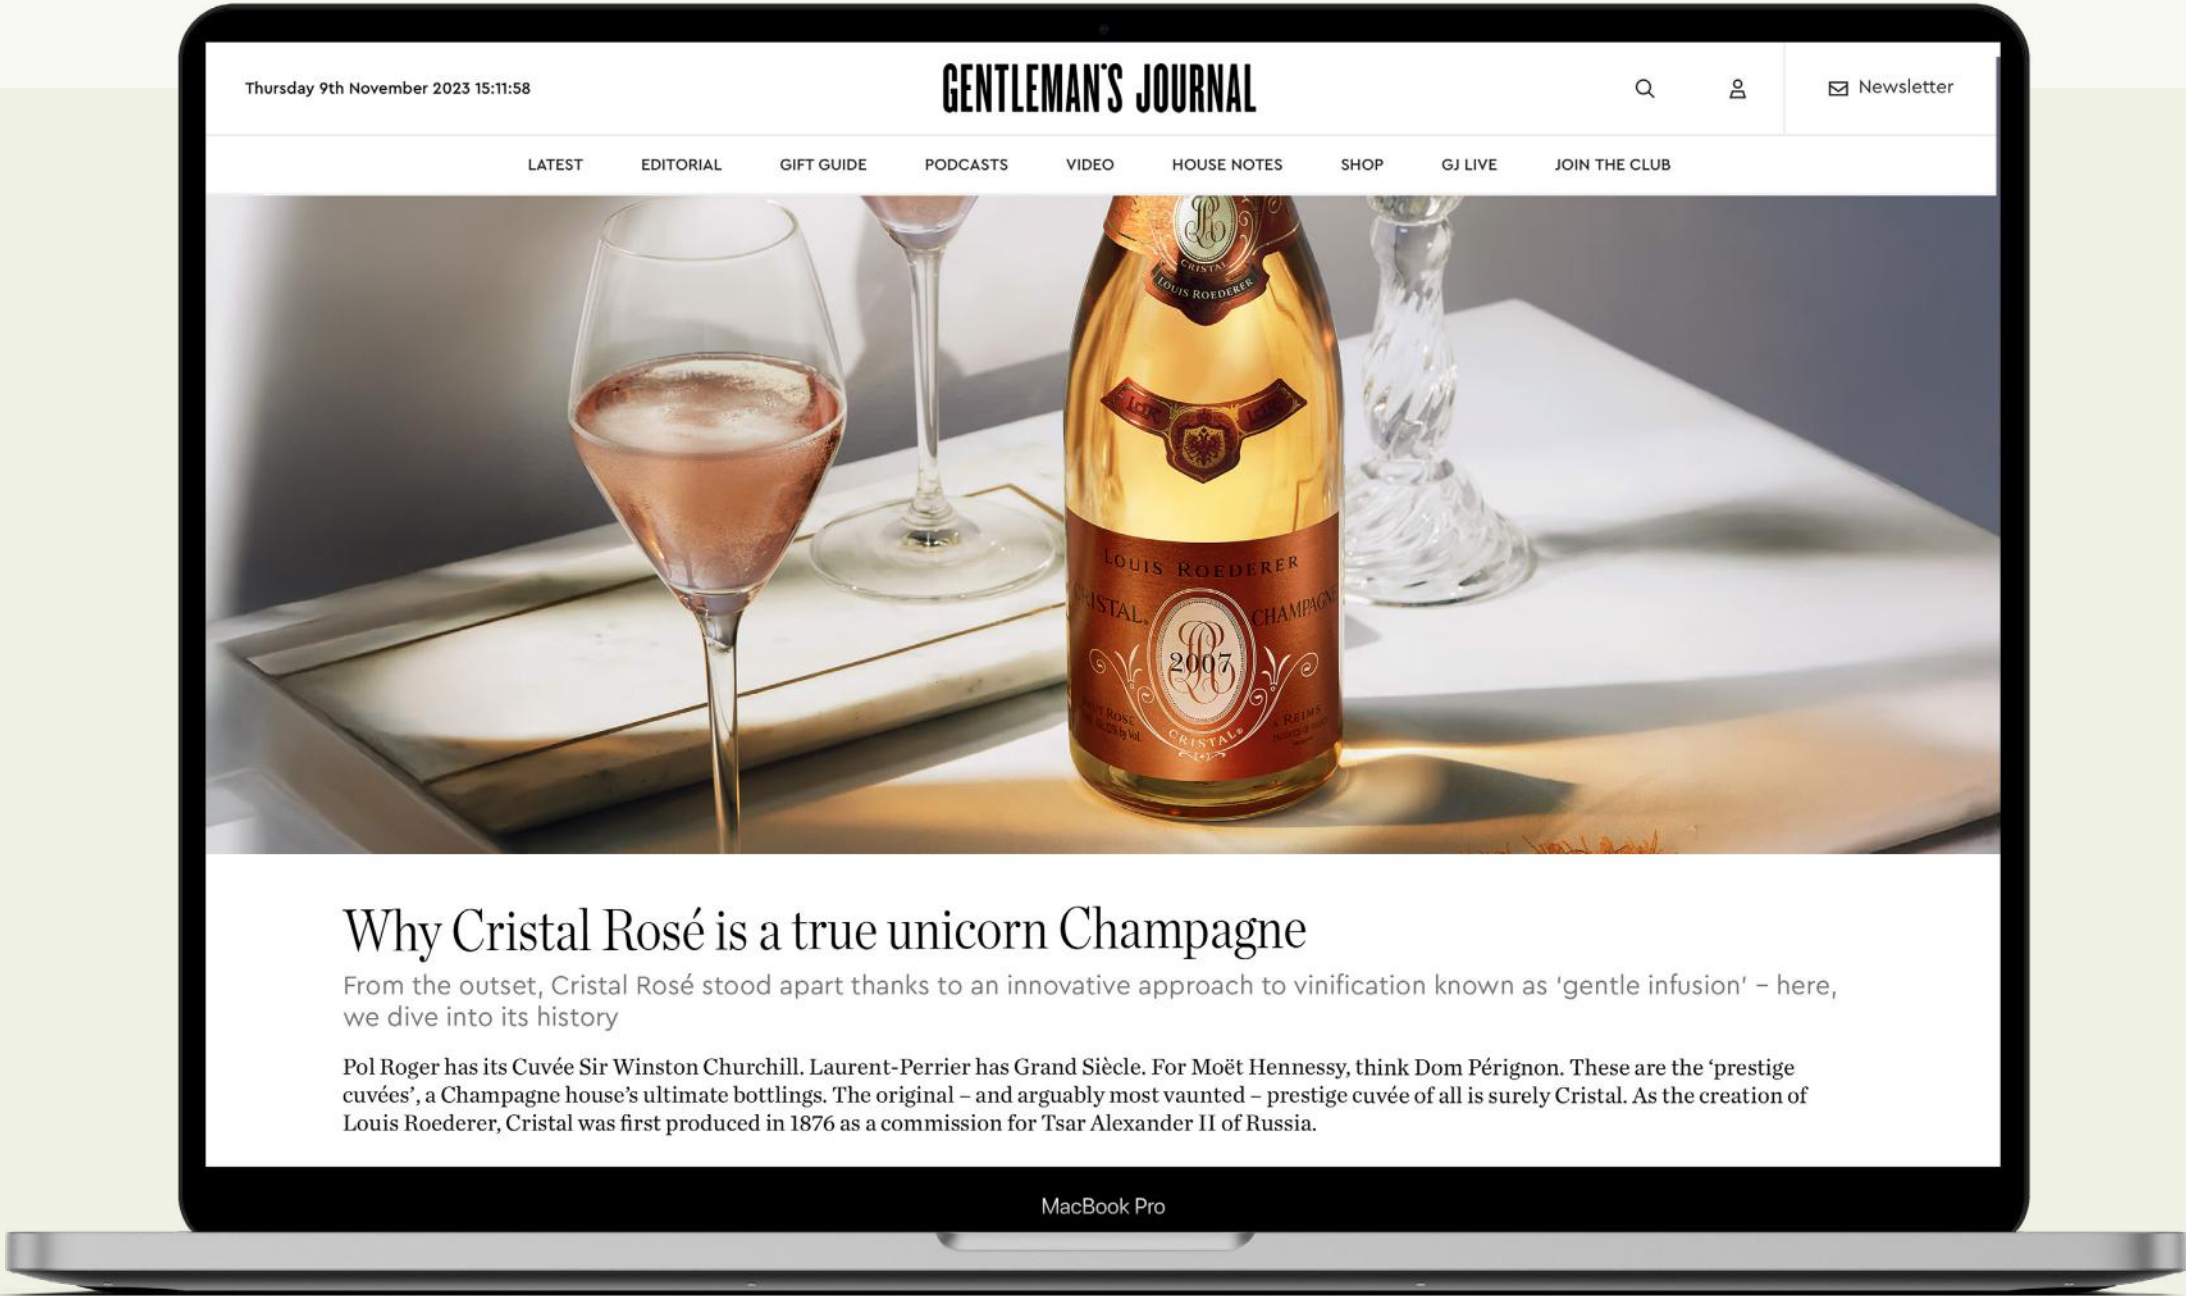 Thursday 9th November 2023 15:11:58
GENTLEMAN'S JOURNAL
Newsletter
LATEST EDITORIAL GIFT GUIDE PODCASTS VIDEO HOUSE NOTES SHOP GJ LIVE JOIN THE CLUB
CRISTAL
LOUIS ROEDERER
LOUIS ROEDERER
CRISTAL CHAMPAGNE
2007
ROSÉ
REIMS
by Vol.
CRISTAL
Why Cristal Rosé is a true unicorn Champagne
From the outset, Cristal Rosé stood apart thanks to an innovative approach to vinification known as ‘gentle infusion’ – here,
we dive into its history
Pol Roger has its Cuvée Sir Winston Churchill. Laurent-Perrier has Grand Siècle. For Moët Hennessy, think Dom Pérignon. These are the ‘prestige
cuvées’, a Champagne house’s ultimate bottlings. The original – and arguably most vaunted – prestige cuvée of all is surely Cristal. As the creation of
Louis Roederer, Cristal was first produced in 1876 as a commission for Tsar Alexander II of Russia.
MacBook Pro